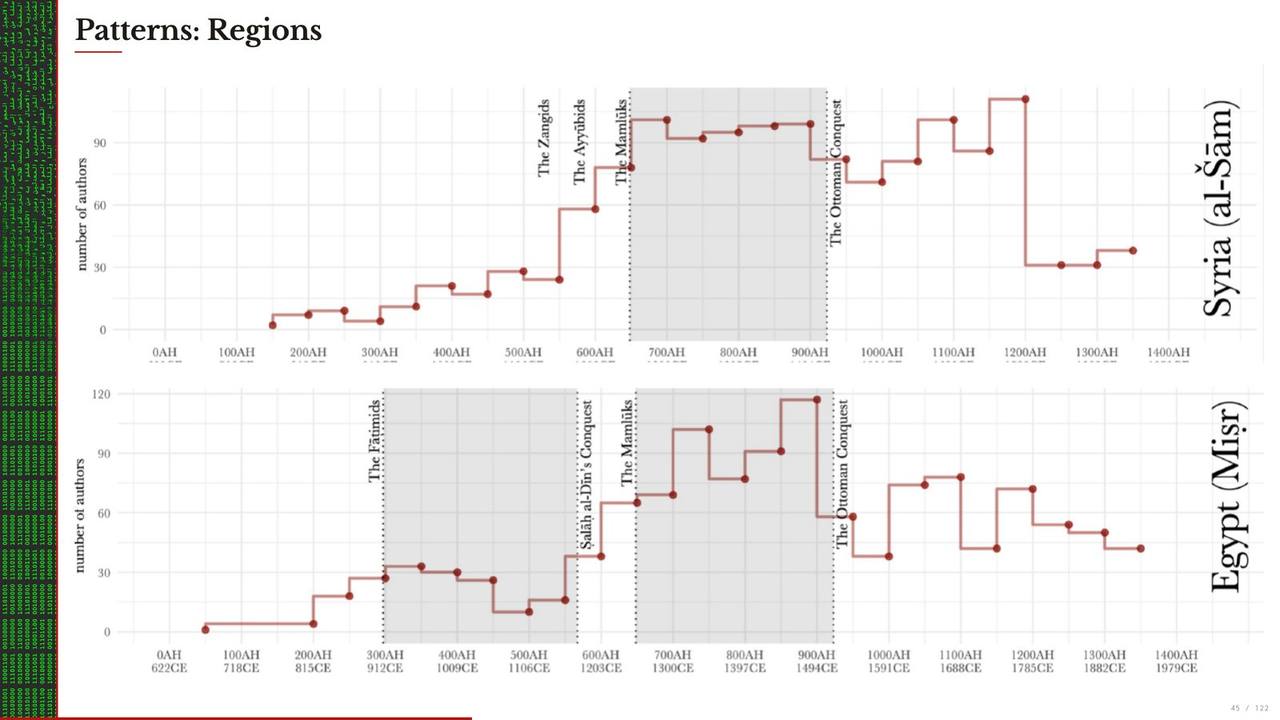 Patterns: Regions
number of authors
90
60
30
0
The Zangids
The Ayyūbids
The Mamlūks
The Ottoman Conquest
Syria (al-Šām)
0AH 100AH 200AH 300AH 400AH 500AH 600AH 700AH 800AH 900AH 1000AH 1100AH 1200AH 1300AH 1400AH
number of authors
120
90
60
30
0
The Fāṭimids
Ṣalāḥ al-Dīn's Conquest
The Mamlūks
The Ottoman Conquest
Egypt (Miṣr)
0AH 100AH 200AH 300AH 400AH 500AH 600AH 700AH 800AH 900AH 1000AH 1100AH 1200AH 1300AH 1400AH
622CE 718CE 815CE 912CE 1009CE 1106CE 1203CE 1300CE 1397CE 1494CE 1591CE 1688CE 1785CE 1882CE 1979CE
45 / 122